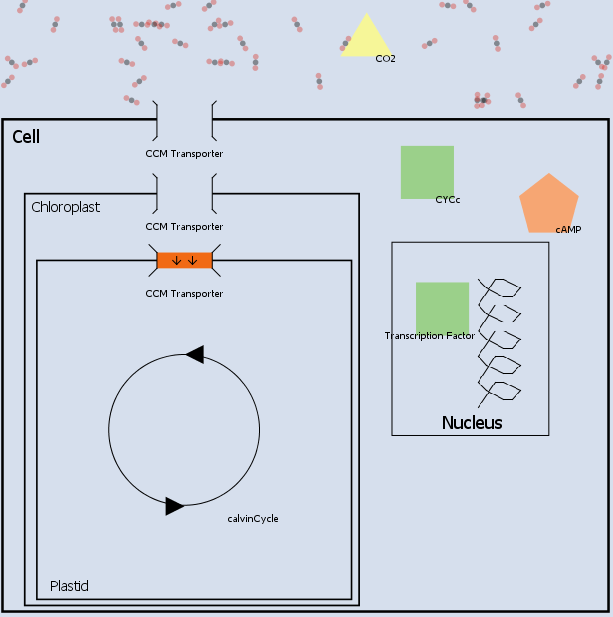 CO2
Cell
CCM Transporter
CYCc
Chloroplast
CCM Transporter
cAMP
CCM Transporter
Transcription Factor
Nucleus
calvinCycle
Plastid